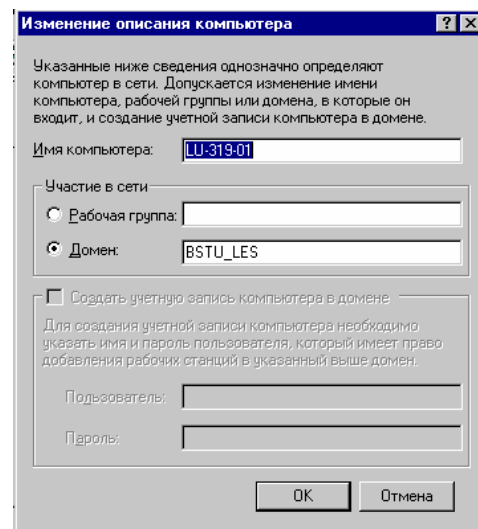 Изменение описания компьютера
Указанные ниже сведения однозначно определяют
компьютер в сети. Допускается изменение имени
компьютера, рабочей группы или домена, в которые он
входит, и создание учетной записи компьютера в домене.
Имя компьютера: LU-319-01
Участие в сети
Рабочая группа:
Домен: BSTU_LES
Создать учетную запись компьютера в домене
Для создания учетной записи компьютера необходимо
указать имя и пароль пользователя, который имеет право
добавления рабочих станций в указанный выше домен.
Пользователь:
Пароль:
OK Отмена